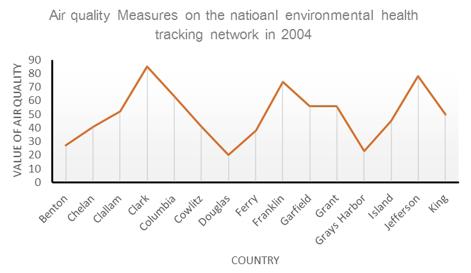 Air quality Measures on the natioanl environmental health
tracking network in 2004
VALUE OF AIR QUALITY
90
80
70
60
50
40
30
20
10
0
Benton
Chelan
Clallam
Clark
Columbia
Cowlitz
Douglas
Ferry
Franklin
Garfield
Grant
Grays Harbor
Island
Jefferson
King
COUNTRY